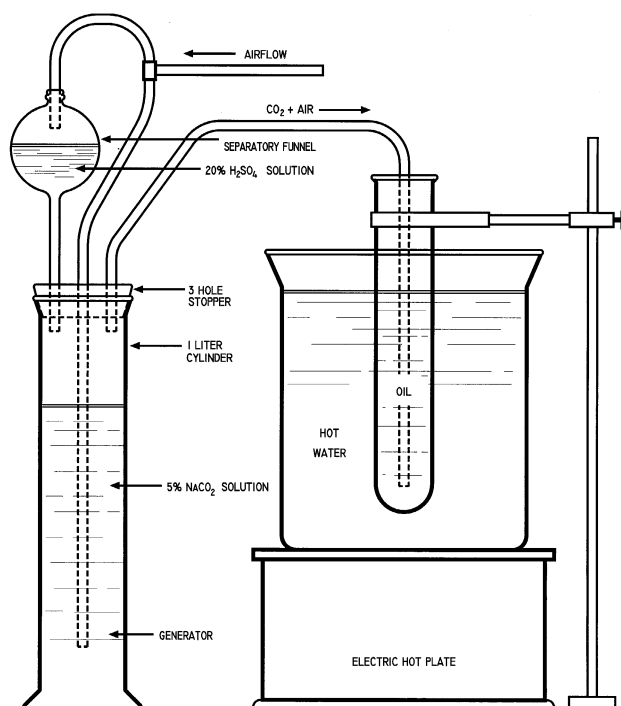 AIRFLOW
CO₂ + AIR
SEPARATORY FUNNEL
20% H₂SO₄ SOLUTION
3 HOLE
STOPPER
1 LITER
CYLINDER
OIL
HOT
WATER
5% NACO₂ SOLUTION
GENERATOR
ELECTRIC HOT PLATE